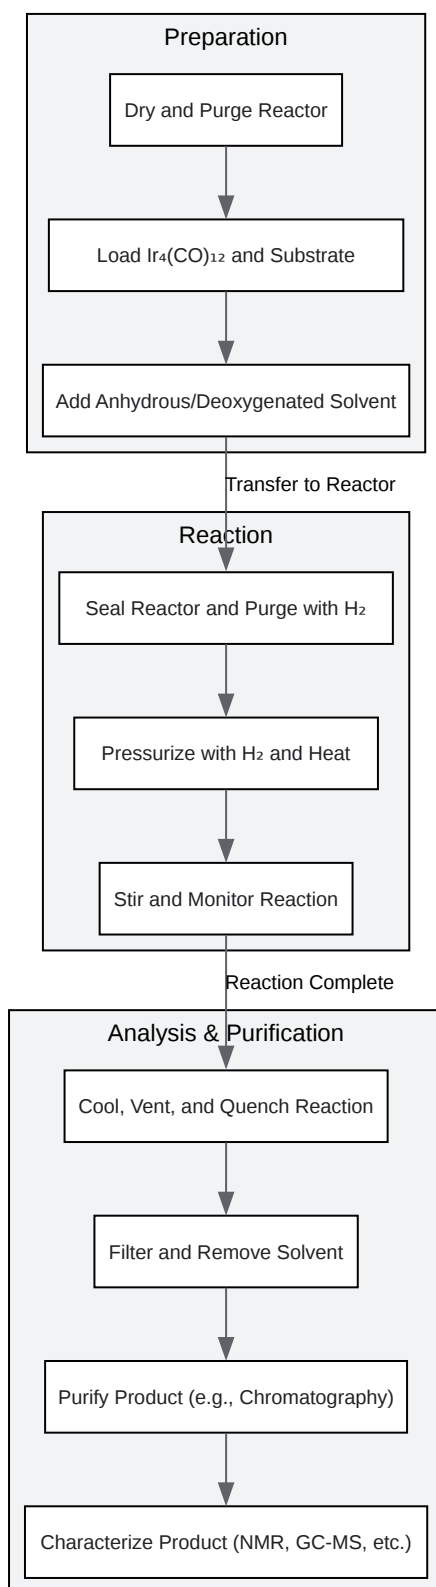 Preparation
Dry and Purge Reactor
Load Ir₄(CO)₁₂ and Substrate
Add Anhydrous/Deoxygenated Solvent
Transfer to Reactor
Reaction
Seal Reactor and Purge with H₂
Pressurize with H₂ and Heat
Stir and Monitor Reaction
Reaction Complete
Analysis & Purification
Cool, Vent, and Quench Reaction
Filter and Remove Solvent
Purify Product (e.g., Chromatography)
Characterize Product (NMR, GC-MS, etc.)